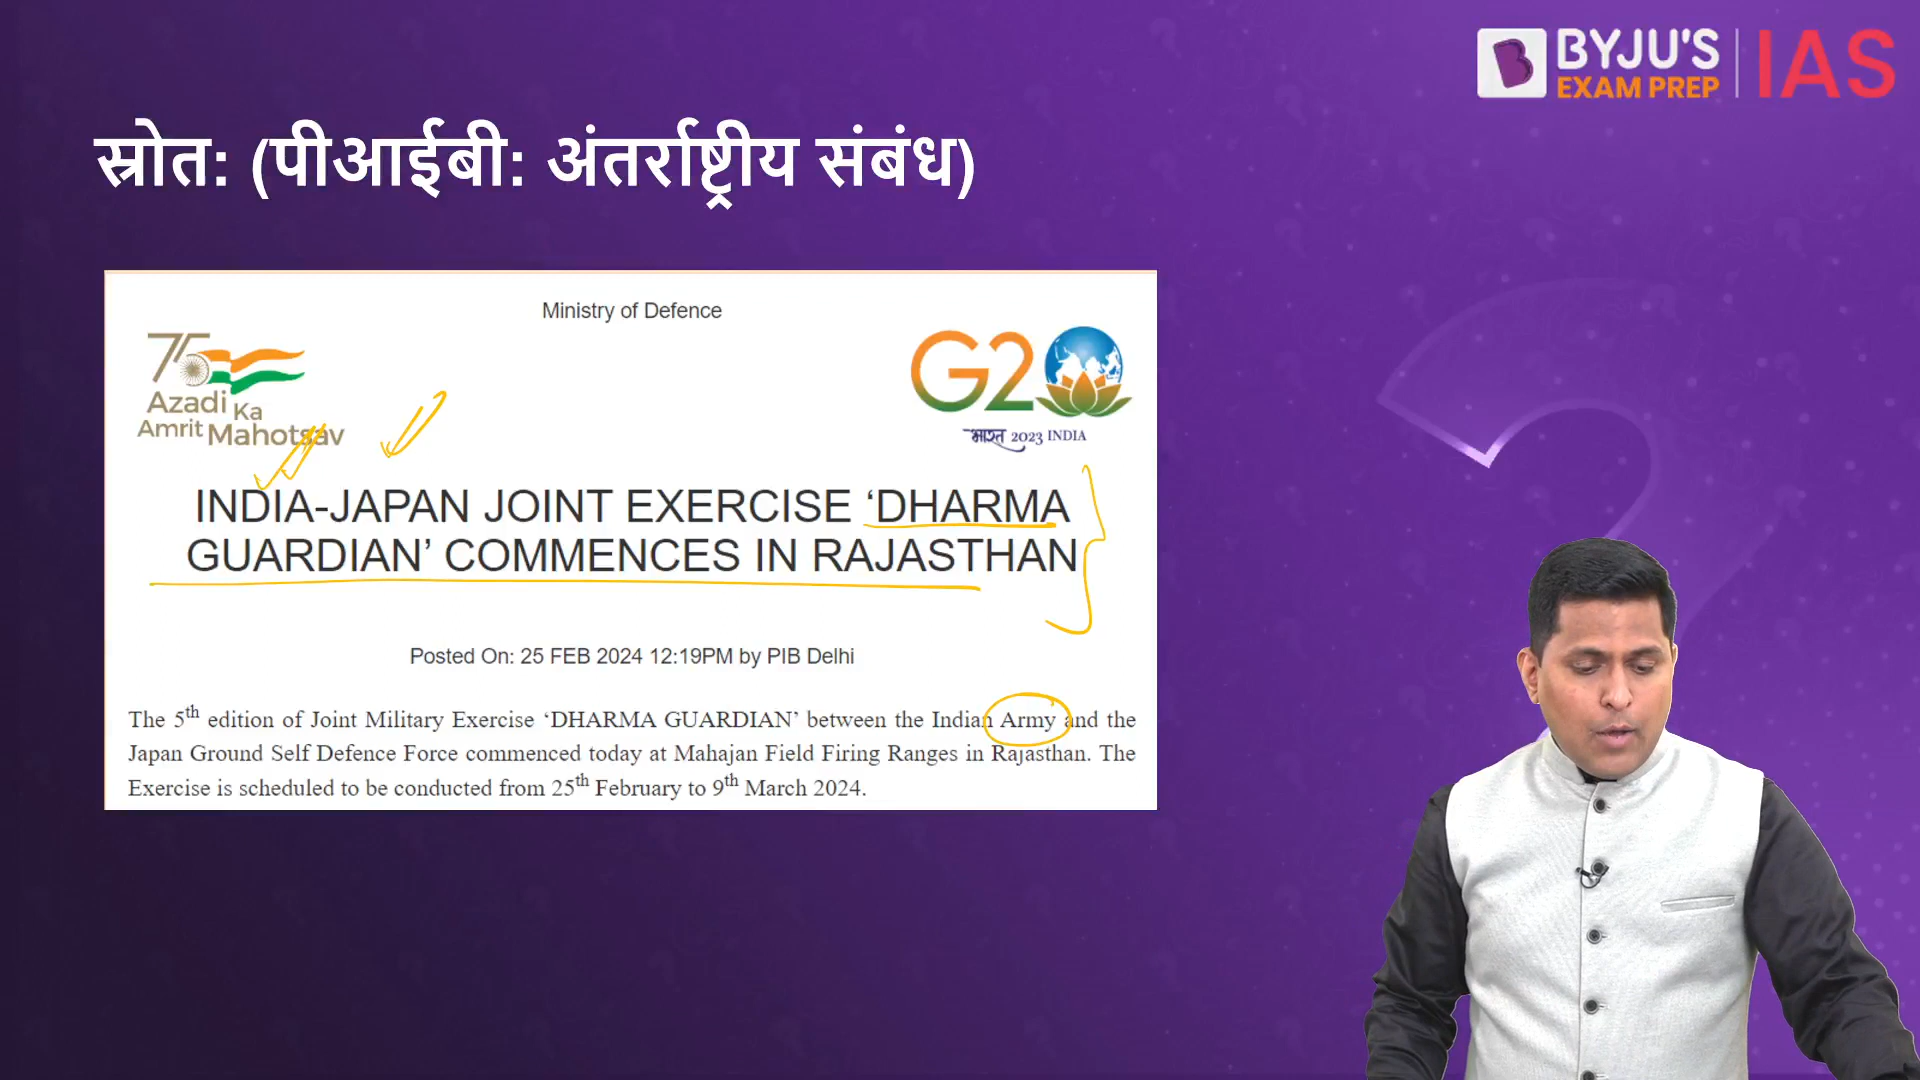 BYJU'S
EXAM PREP
IAS
स्रोत: (पीआईबी: अंतर्राष्ट्रीय संबंध)
Ministry of Defence
75
Azadi Ka
Amrit Mahotsav
G20
भारत 2023 INDIA
INDIA-JAPAN JOINT EXERCISE ‘DHARMA
GUARDIAN’ COMMENCES IN RAJASTHAN
Posted On: 25 FEB 2024 12:19PM by PIB Delhi
The 5th edition of Joint Military Exercise ‘DHARMA GUARDIAN’ between the Indian Army and the
Japan Ground Self Defence Force commenced today at Mahajan Field Firing Ranges in Rajasthan. The
Exercise is scheduled to be conducted from 25th February to 9th March 2024.